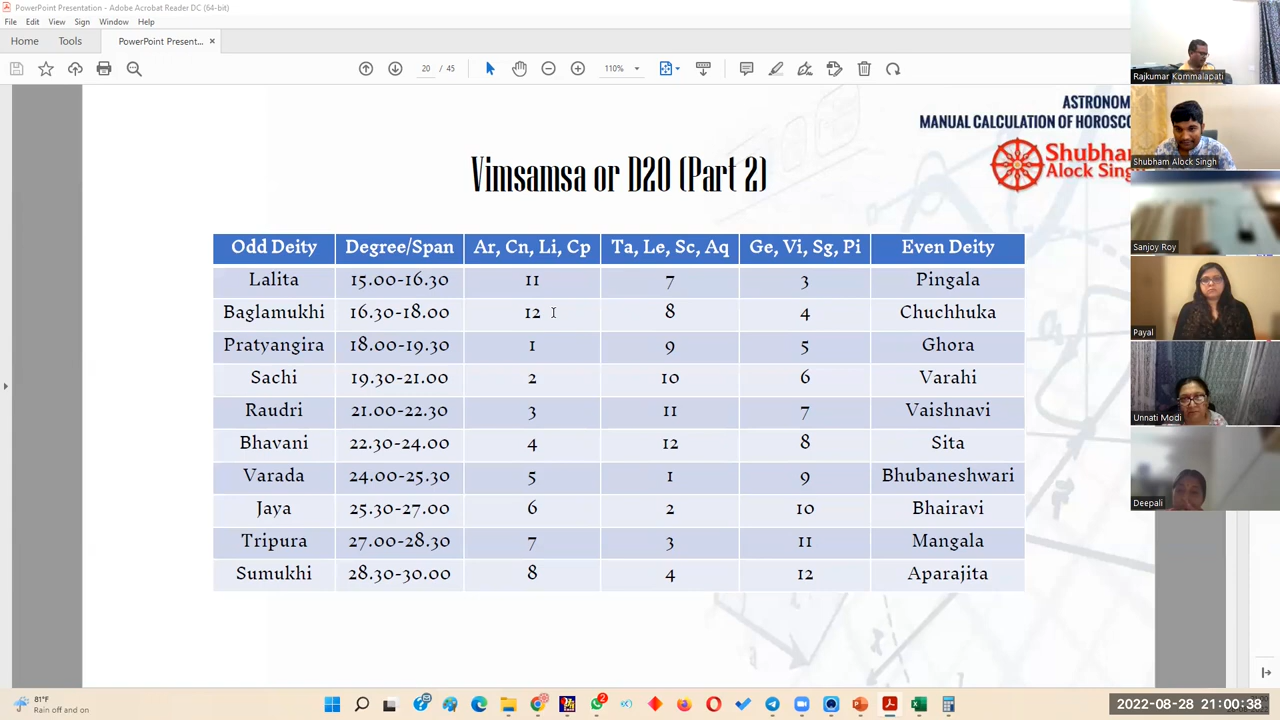 PowerPoint Presentation - Adobe Acrobat Reader DC (64-bit)
File Edit View Sign Window Help
Home Tools PowerPoint Present... ×
20 / 45 110%
ASTRONOM
MANUAL CALCULATION OF HOROSC
Shubham
Alock Sing
Vimsamsa or D20 (Part 2)
Odd Deity Degree/Span Ar, Cn, Li, Cp Ta, Le, Sc, Aq Ge, Vi, Sg, Pi Even Deity
Lalita 15.00-16.30 11 7 3 Pingala
Baglamukhi 16.30-18.00 12 8 4 Chuchhuka
Pratyangira 18.00-19.30 1 9 5 Ghora
Sachi 19.30-21.00 2 10 6 Varahi
Raudri 21.00-22.30 3 11 7 Vaishnavi
Bhavani 22.30-24.00 4 12 8 Sita
Varada 24.00-25.30 5 1 9 Bhubaneshwari
Jaya 25.30-27.00 6 2 10 Bhairavi
Tripura 27.00-28.30 7 3 11 Mangala
Sumukhi 28.30-30.00 8 4 12 Aparajita
Rajkumar Kommalapati
Shubham Alock Singh
Sanjoy Roy
Payal
Unnati Modi
Deepali
81°F
Rain off and on
2
2022-08-28 21:00:38